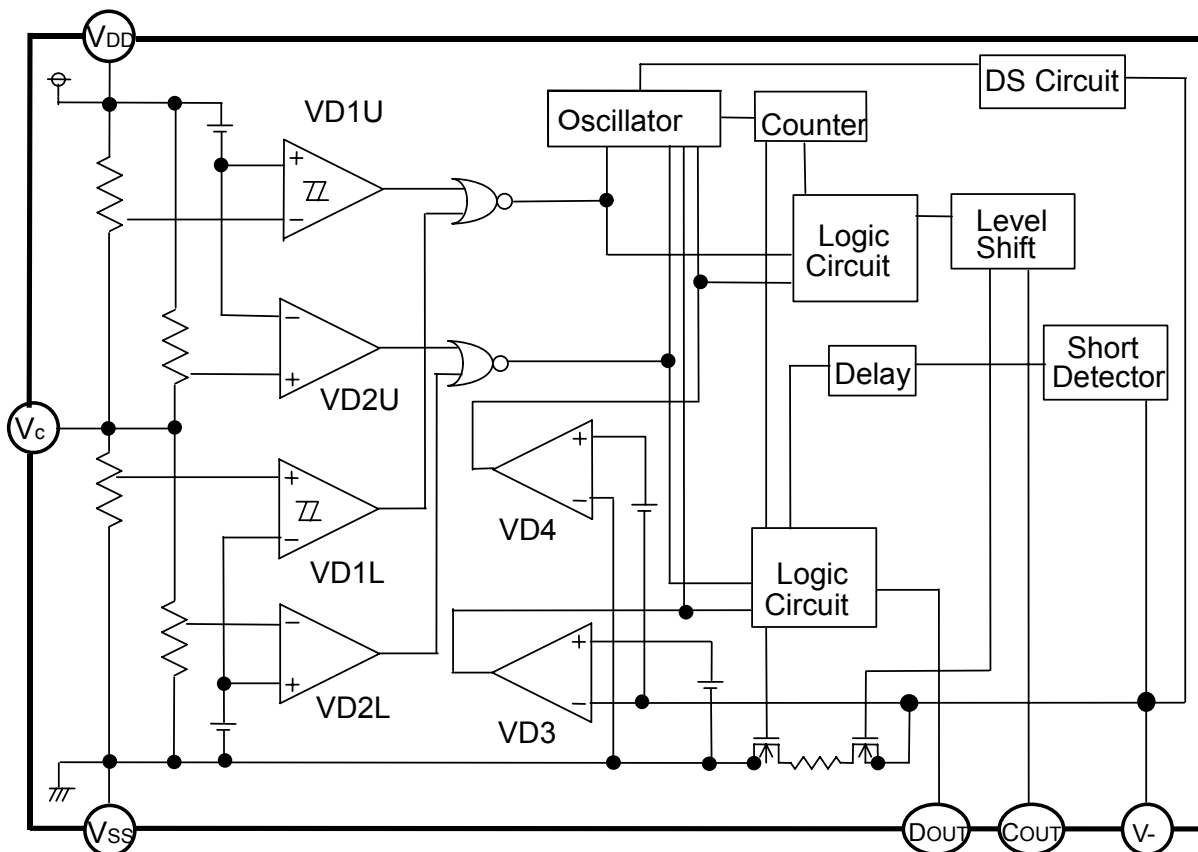 VDD
DS Circuit
VD1U
Oscillator
Counter
+
−
Logic
Circuit
Level
Shift
−
+
VD2U
Delay
Short
Detector
Vc
+
−
VD1L
+
−
VD4
Logic
Circuit
−
+
VD2L
+
−
VD3
VSS
DOUT
COUT
V-